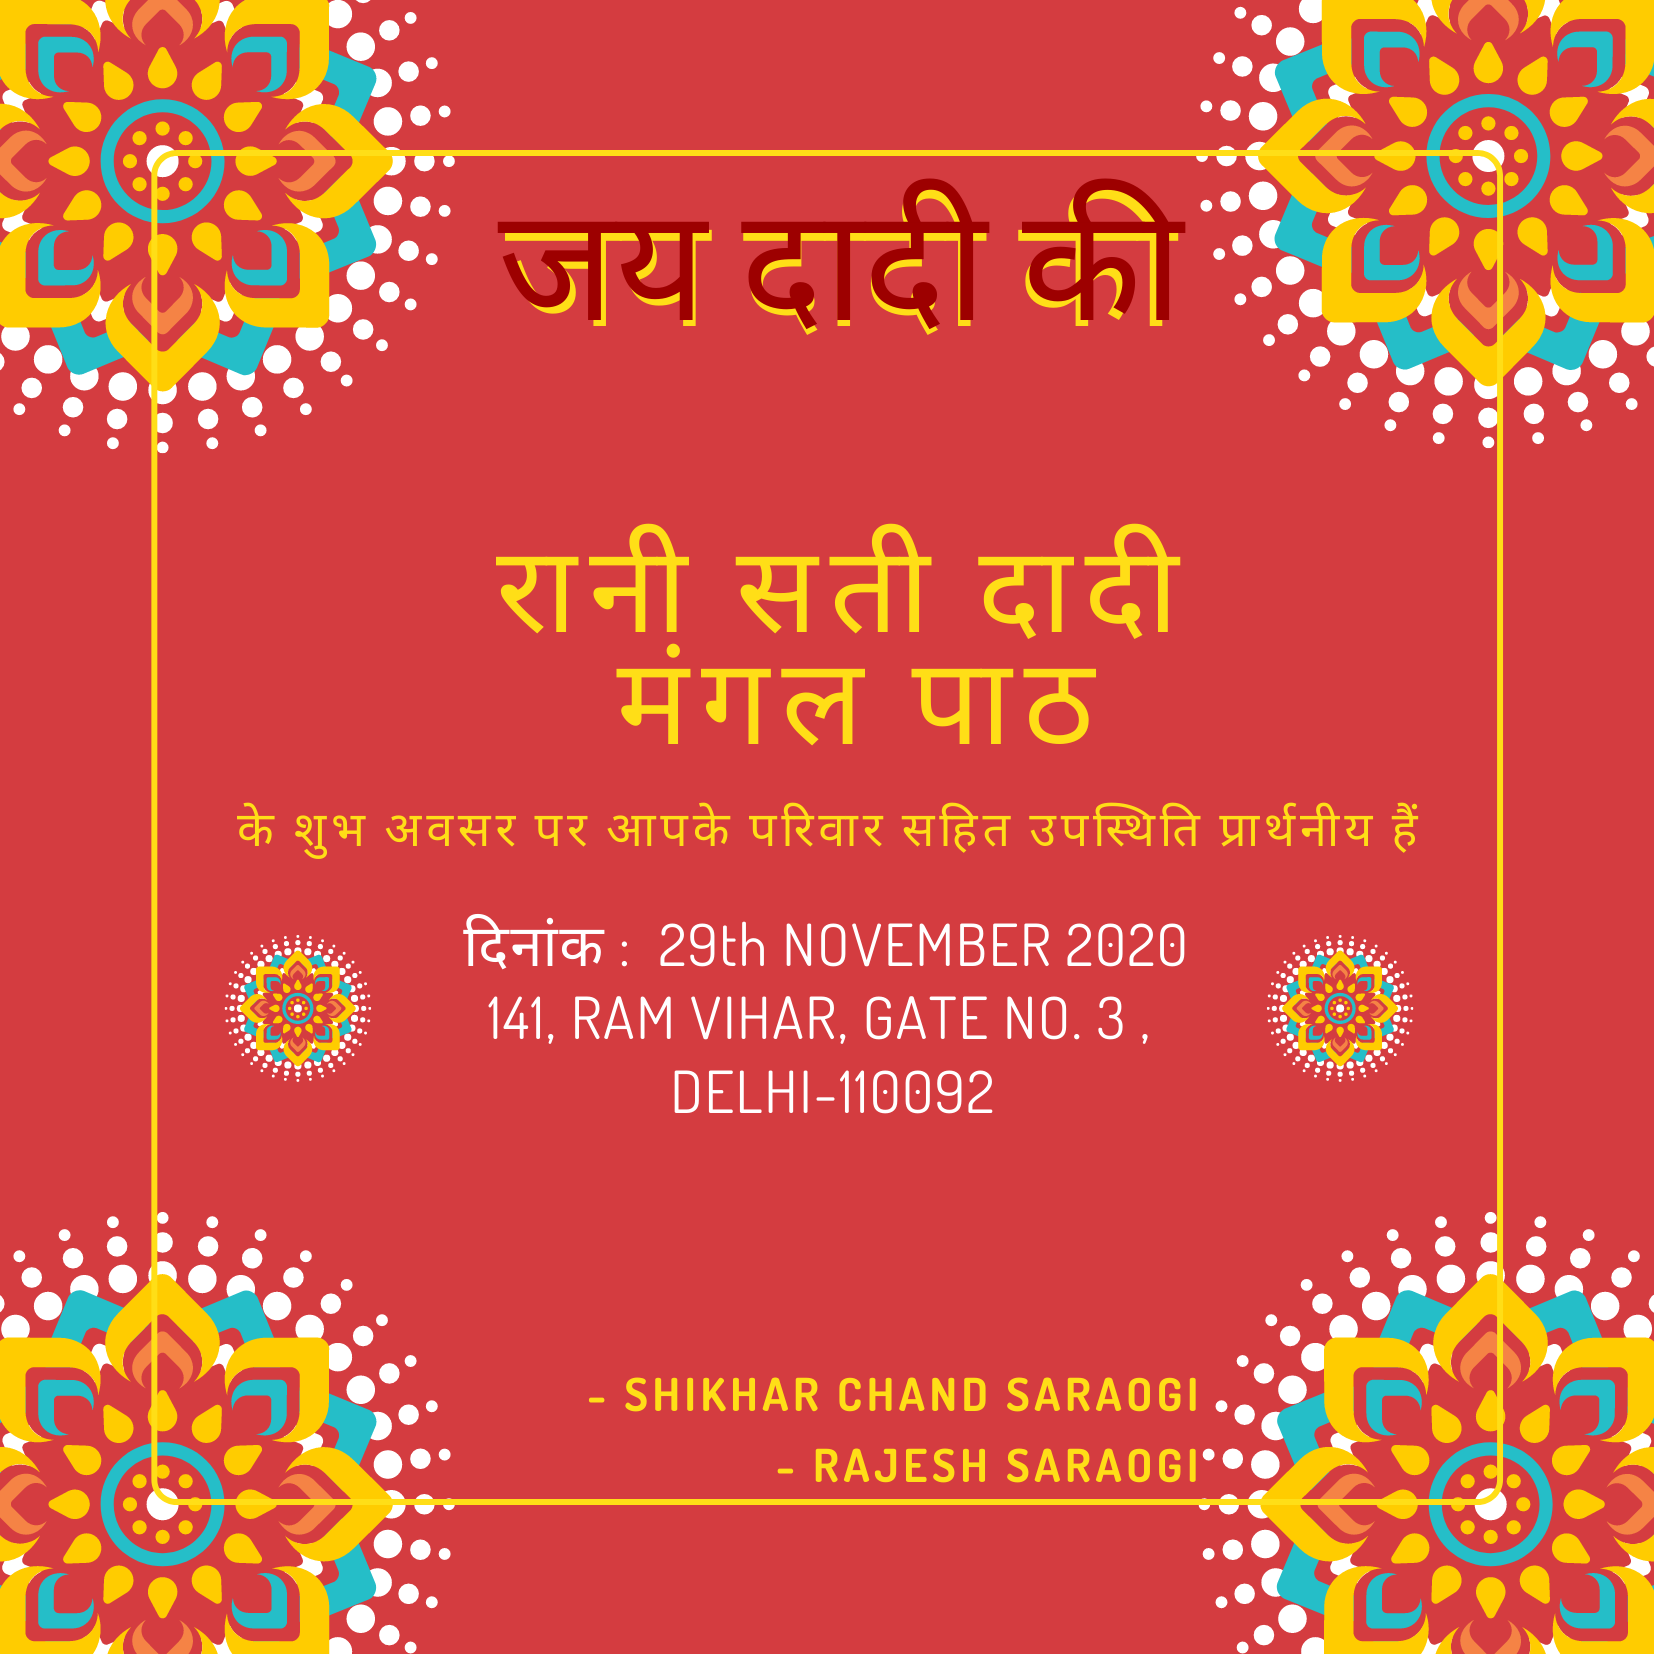 जय दादी की
रानी सती दादी
मंगल पाठ
के शुभ अवसर पर आपके परिवार सहित उपस्थिति प्रार्थनीय हैं
दिनांक : 29th NOVEMBER 2020
141, RAM VIHAR, GATE NO. 3 ,
DELHI-110092
- SHIKHAR CHAND SARAOGI
- RAJESH SARAOGI